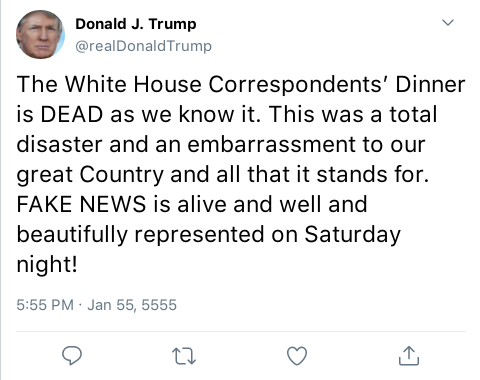 Donald J. Trump
@realDonaldTrump
The White House Correspondents’ Dinner
is DEAD as we know it. This was a total
disaster and an embarrassment to our
great Country and all that it stands for.
FAKE NEWS is alive and well and
beautifully represented on Saturday
night!
5:55 PM · Jan 55, 5555